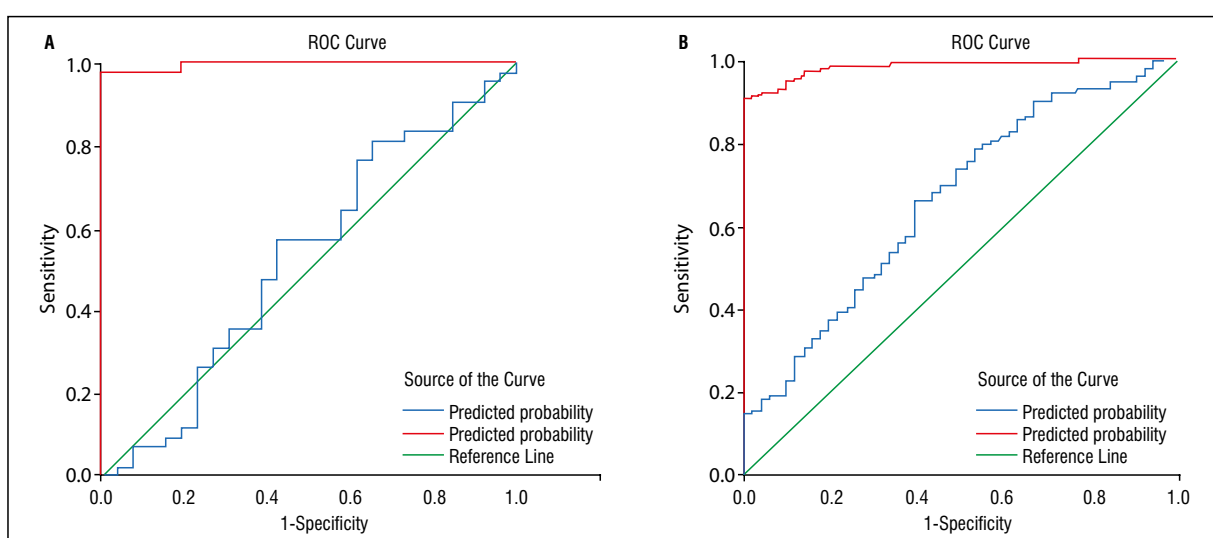 A
ROC Curve
1.0
0.8
0.6
0.4
0.2
0.0
Sensitivity
Source of the Curve
Predicted probability
Predicted probability
Reference Line
0.0 0.2 0.4 0.6 0.8 1.0
1-Specificity
B
ROC Curve
1.0
0.8
0.6
0.4
0.2
0.0
Sensitivity
Source of the Curve
Predicted probability
Predicted probability
Reference Line
0.0 0.2 0.4 0.6 0.8 1.0
1-Specificity